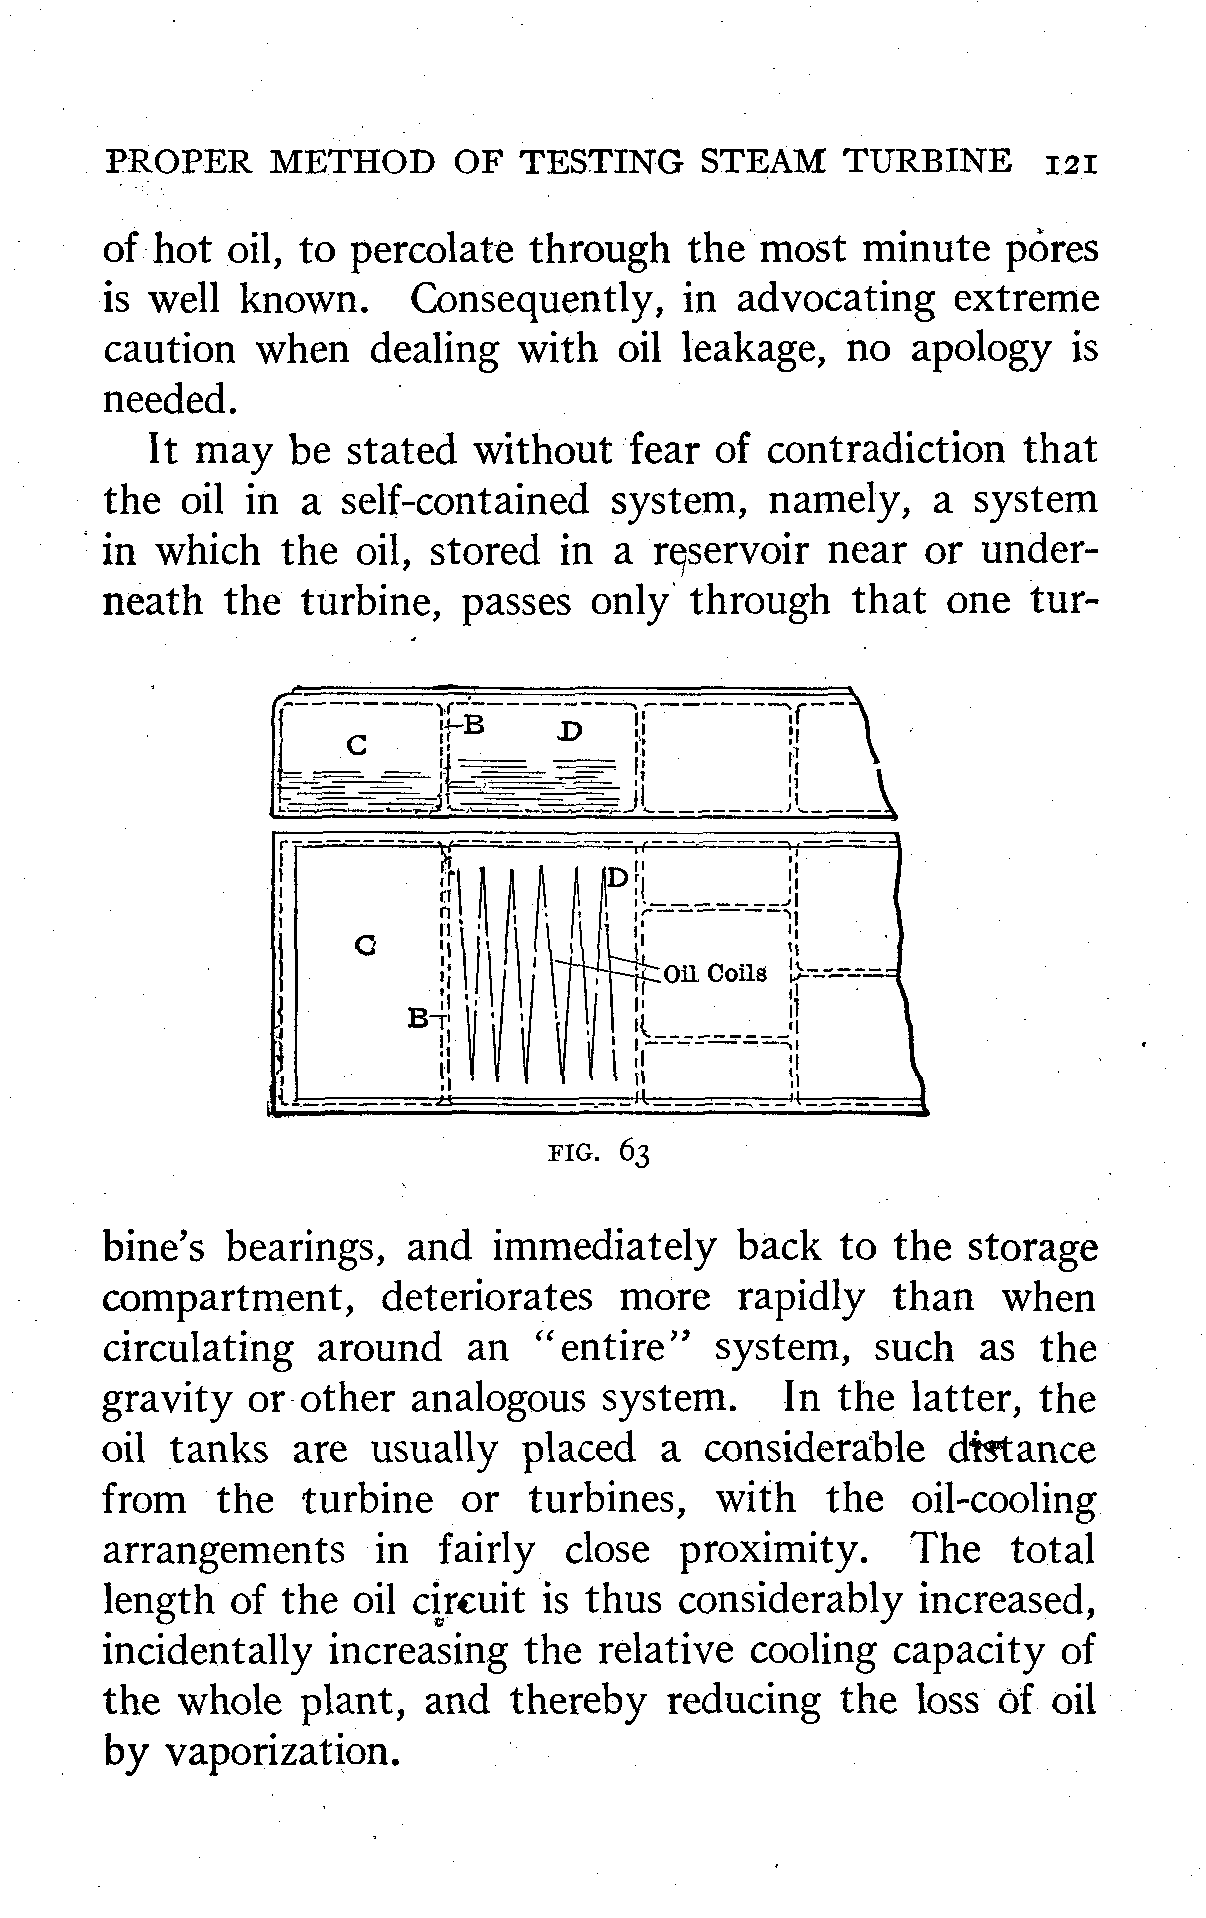 PROPER METHOD OF TESTING STEAM TURBINE 121
of hot oil, to percolate through the most minute pores
is well known. Consequently, in advocating extreme
caution when dealing with oil leakage, no apology is
needed.
It may be stated without fear of contradiction that
the oil in a self-contained system, namely, a system
in which the oil, stored in a reservoir near or under-
neath the turbine, passes only through that one tur-
B D
C
D
C
Oil Coils
B
FIG. 63
bine's bearings, and immediately back to the storage
compartment, deteriorates more rapidly than when
circulating around an "entire" system, such as the
gravity or other analogous system. In the latter, the
oil tanks are usually placed a considerable distance
from the turbine or turbines, with the oil-cooling
arrangements in fairly close proximity. The total
length of the oil circuit is thus considerably increased,
incidentally increasing the relative cooling capacity of
the whole plant, and thereby reducing the loss of oil
by vaporization.